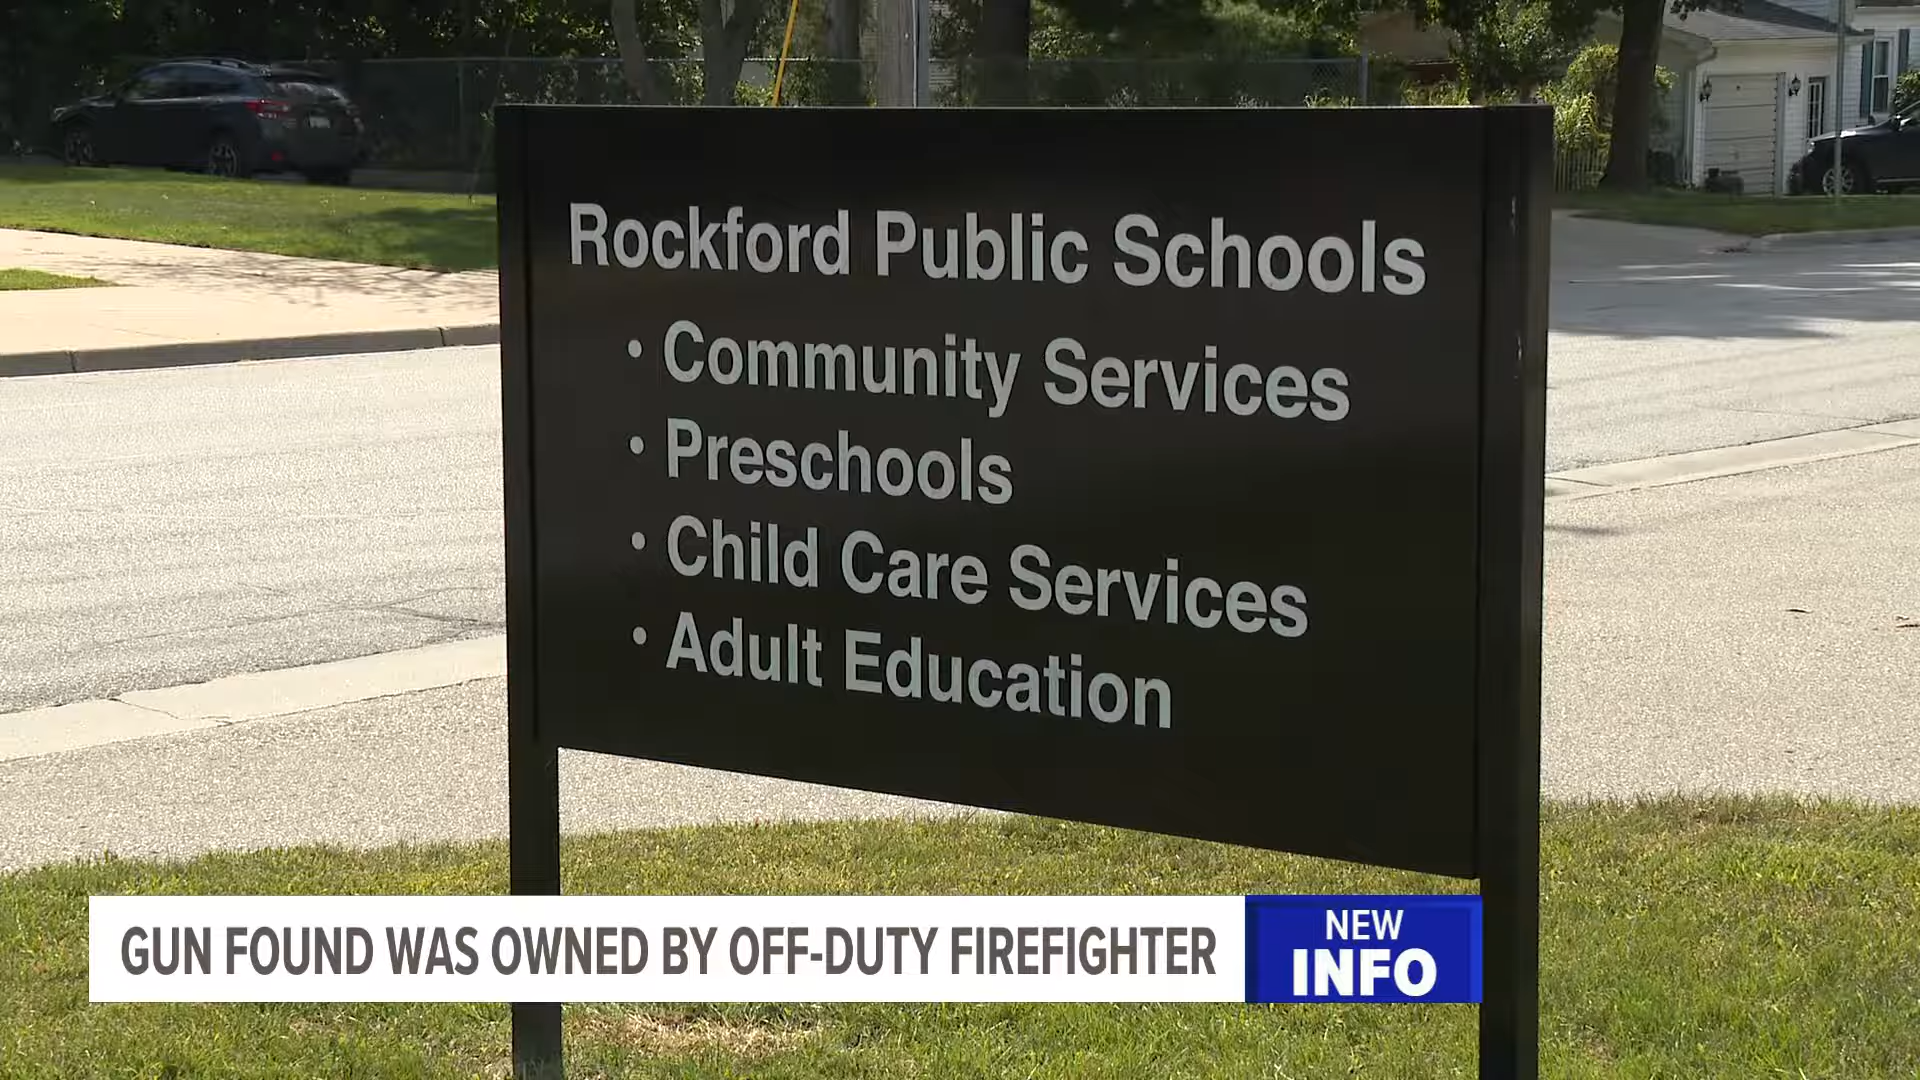 Rockford Public Schools
• Community Services
• Preschools
• Child Care Services
• Adult Education
GUN FOUND WAS OWNED BY OFF-DUTY FIREFIGHTER
NEW
INFO